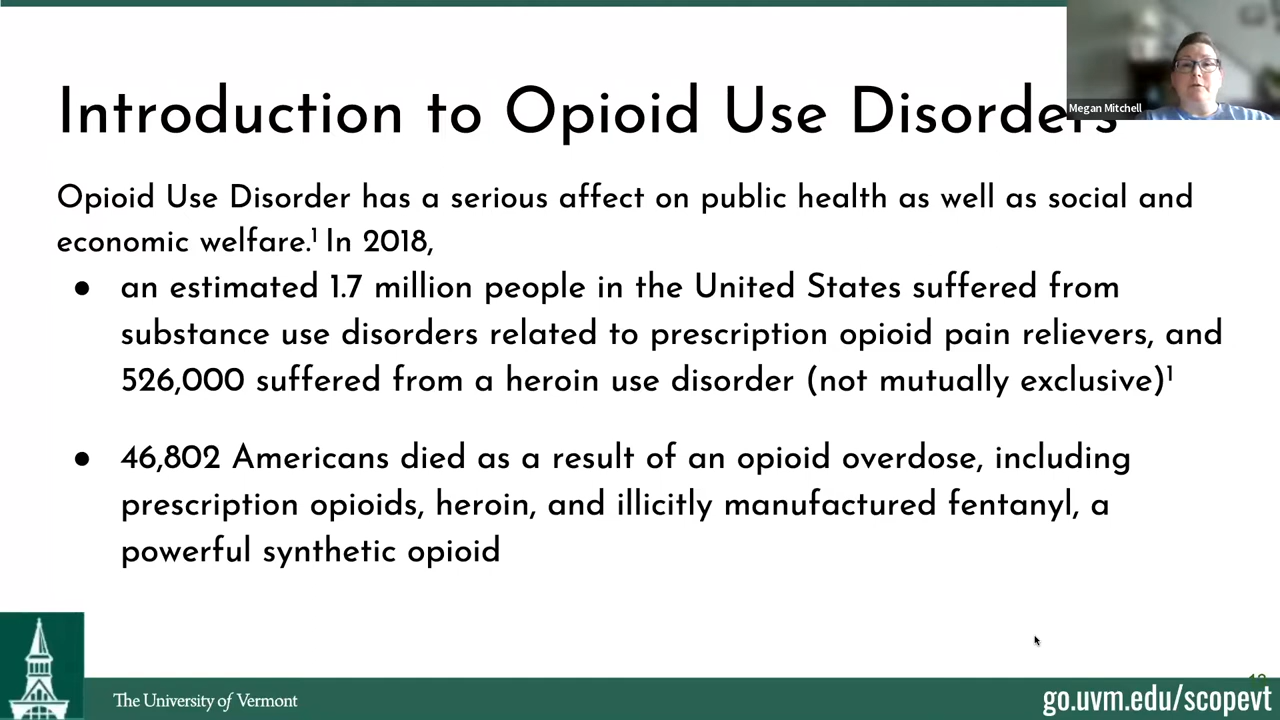 Introduction to Opioid Use Disorders
Megan Mitchell
Opioid Use Disorder has a serious affect on public health as well as social and
economic welfare.¹ In 2018,
● an estimated 1.7 million people in the United States suffered from
substance use disorders related to prescription opioid pain relievers, and
526,000 suffered from a heroin use disorder (not mutually exclusive)¹
● 46,802 Americans died as a result of an opioid overdose, including
prescription opioids, heroin, and illicitly manufactured fentanyl, a
powerful synthetic opioid
The University of Vermont
go.uvm.edu/scopevt